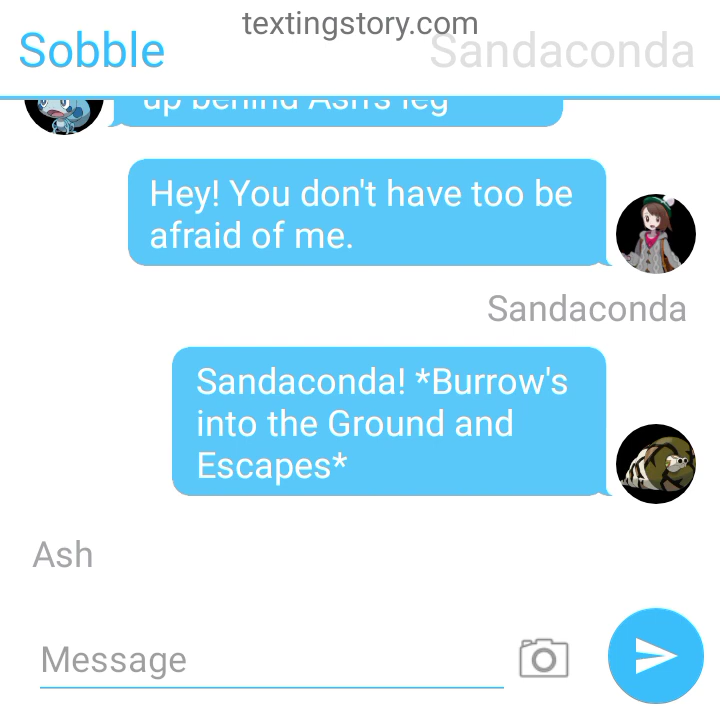 textingstory.com
Sobble
Sandaconda
up behind Ash's leg
Hey! You don't have too be
afraid of me.
Sandaconda
Sandaconda! *Burrow's
into the Ground and
Escapes*
Ash
Message